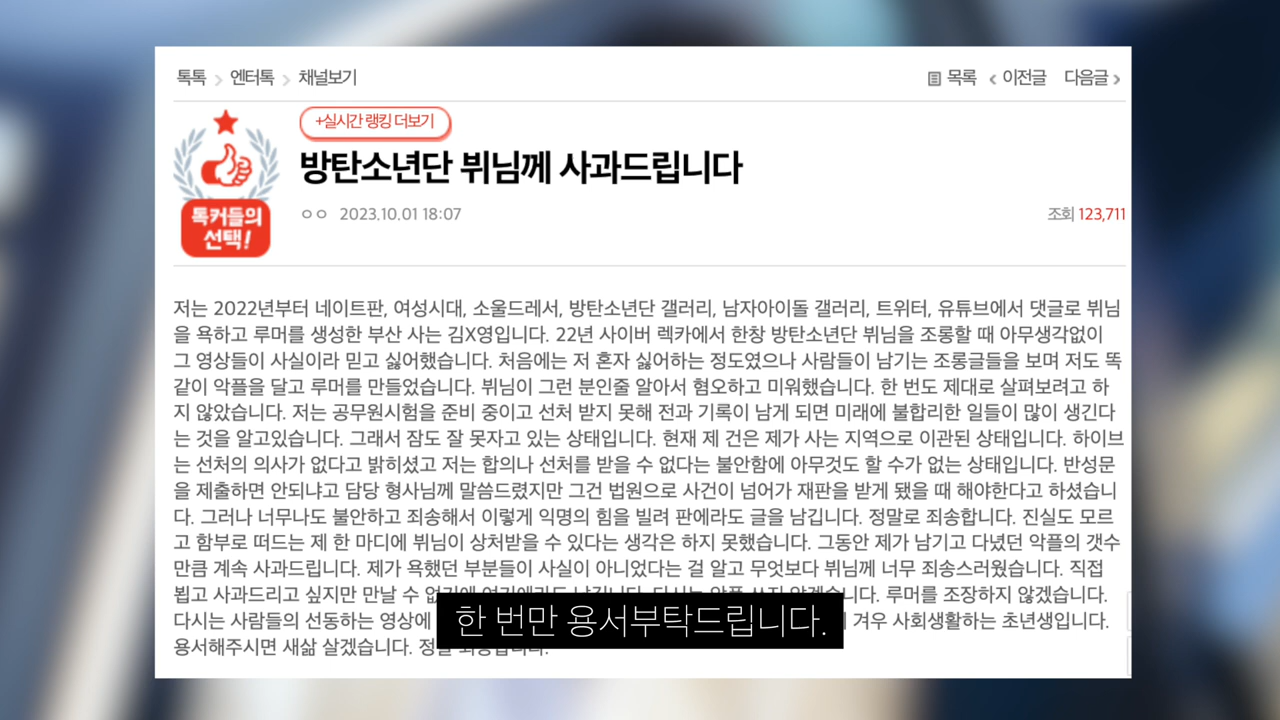 톡톡 > 엔터톡 > 채널보기
목록 < 이전글 다음글 >
+실시간 랭킹 더보기
방탄소년단 뷔님께 사과드립니다
톡커들의
선택!
ㅇㅇ 2023.10.01 18:07
조회 123,711
저는 2022년부터 네이트판, 여성시대, 소울드레서, 방탄소년단 갤러리, 남자아이돌 갤러리, 트위터, 유튜브에서 댓글로 뷔님
을 욕하고 루머를 생성한 부산 사는 김X영입니다. 22년 사이버 렉카에서 한창 방탄소년단 뷔님을 조롱할 때 아무생각없이
그 영상들이 사실이라 믿고 싫어했습니다. 처음에는 저 혼자 싫어하는 정도였으나 사람들이 남기는 조롱글들을 보며 저도 똑
같이 악플을 달고 루머를 만들었습니다. 뷔님이 그런 분인줄 알아서 혐오하고 미워했습니다. 한 번도 제대로 살펴보려고 하
지 않았습니다. 저는 공무원시험을 준비 중이고 선처 받지 못해 전과 기록이 남게 되면 미래에 불합리한 일들이 많이 생긴다
는 것을 알고있습니다. 그래서 잠도 잘 못자고 있는 상태입니다. 현재 제 건은 제가 사는 지역으로 이관된 상태입니다. 하이브
는 선처의 의사가 없다고 밝히셨고 저는 합의나 선처를 받을 수 없다는 불안함에 아무것도 할 수가 없는 상태입니다. 반성문
을 제출하면 안되냐고 담당 형사님께 말씀드렸지만 그건 법원으로 사건이 넘어가 재판을 받게 됐을 때 해야한다고 하셨습니
다. 그러나 너무나도 불안하고 죄송해서 이렇게 익명의 힘을 빌려 판에라도 글을 남깁니다. 정말로 죄송합니다. 진실도 모르
고 함부로 떠드는 제 한 마디에 뷔님이 상처받을 수 있다는 생각은 하지 못했습니다. 그동안 제가 남기고 다녔던 악플의 갯수
만큼 계속 사과드립니다. 제가 욕했던 부분들이 사실이 아니었다는 걸 알고 무엇보다 뷔님께 너무 죄송스러웠습니다. 직접
뵙고 사과드리고 싶지만 만날 수 루머를 조장하지 않겠습니다.
다시는 사람들의 선동하는 영상에 겨우 사회생활하는 초년생입니다.
용서해주시면 새삶 살겠습니다.
한 번만 용서부탁드립니다.